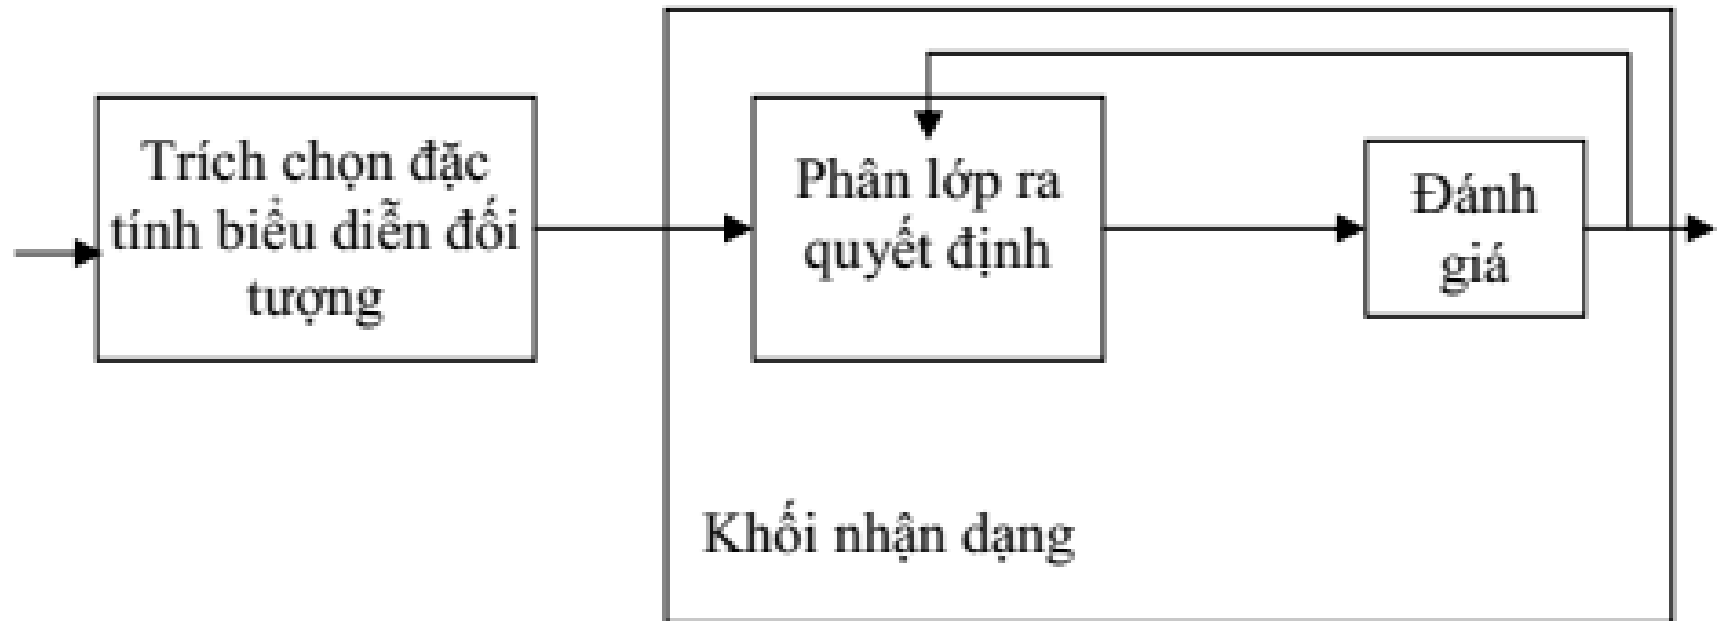 Trích chọn đặc
tính biểu diễn đối
tượng
Phân lớp ra
quyết định
Đánh
giá
Khối nhận dạng